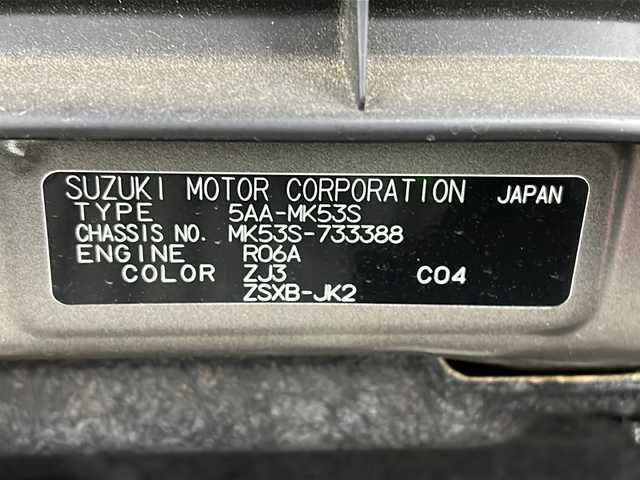 SUZUKI MOTOR CORPORATION JAPAN
TYPE 5AA-MK53S
CHASSIS NO. MK53S-733388
ENGINE R06A
COLOR ZJ3 C04
ZSXB-JK2